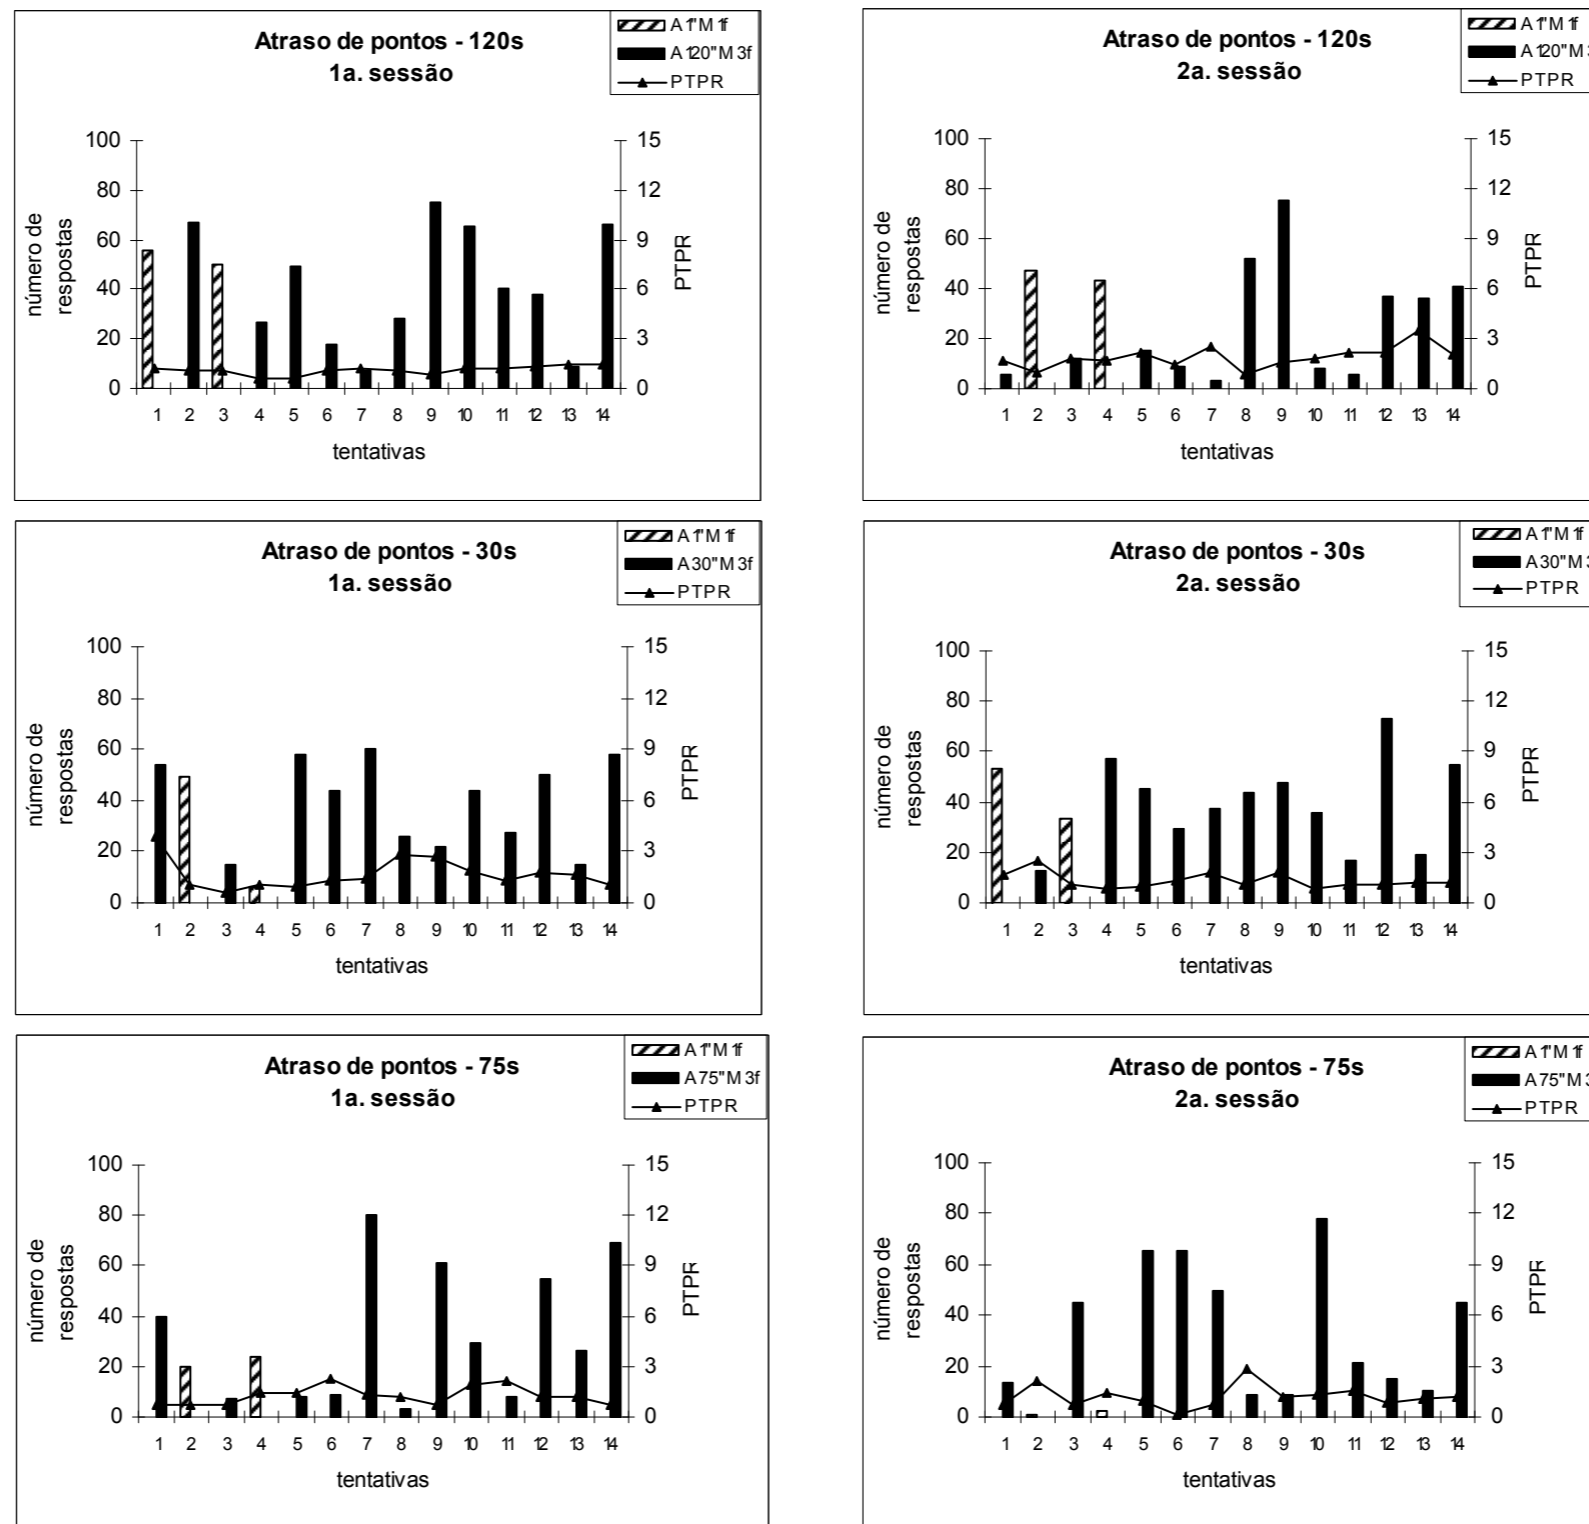 Atraso de pontos - 120s
1a. sessão
A 1"M 1f
A 120"M 3f
PTPR
número de
respostas
100
80
60
40
20
0
15
12
9
6
3
0
PTPR
1 2 3 4 5 6 7 8 9 10 11 12 13 14
tentativas
Atraso de pontos - 120s
2a. sessão
A 1"M 1f
A 120"M 3
PTPR
número de
respostas
100
80
60
40
20
0
15
12
9
6
3
0
PTPR
1 2 3 4 5 6 7 8 9 10 11 12 13 14
tentativas
Atraso de pontos - 30s
1a. sessão
A 1"M 1f
A 30"M 3f
PTPR
número de
respostas
100
80
60
40
20
0
15
12
9
6
3
0
PTPR
1 2 3 4 5 6 7 8 9 10 11 12 13 14
tentativas
Atraso de pontos - 30s
2a. sessão
A 1"M 1f
A 30"M 3
PTPR
número de
respostas
100
80
60
40
20
0
15
12
9
6
3
0
PTPR
1 2 3 4 5 6 7 8 9 10 11 12 13 14
tentativas
Atraso de pontos - 75s
1a. sessão
A 1"M 1f
A 75"M 3f
PTPR
número de
respostas
100
80
60
40
20
0
15
12
9
6
3
0
PTPR
1 2 3 4 5 6 7 8 9 10 11 12 13 14
tentativas
Atraso de pontos - 75s
2a. sessão
A 1"M 1f
A 75"M 3
PTPR
número de
respostas
100
80
60
40
20
0
15
12
9
6
3
0
PTPR
1 2 3 4 5 6 7 8 9 10 11 12 13 14
tentativas